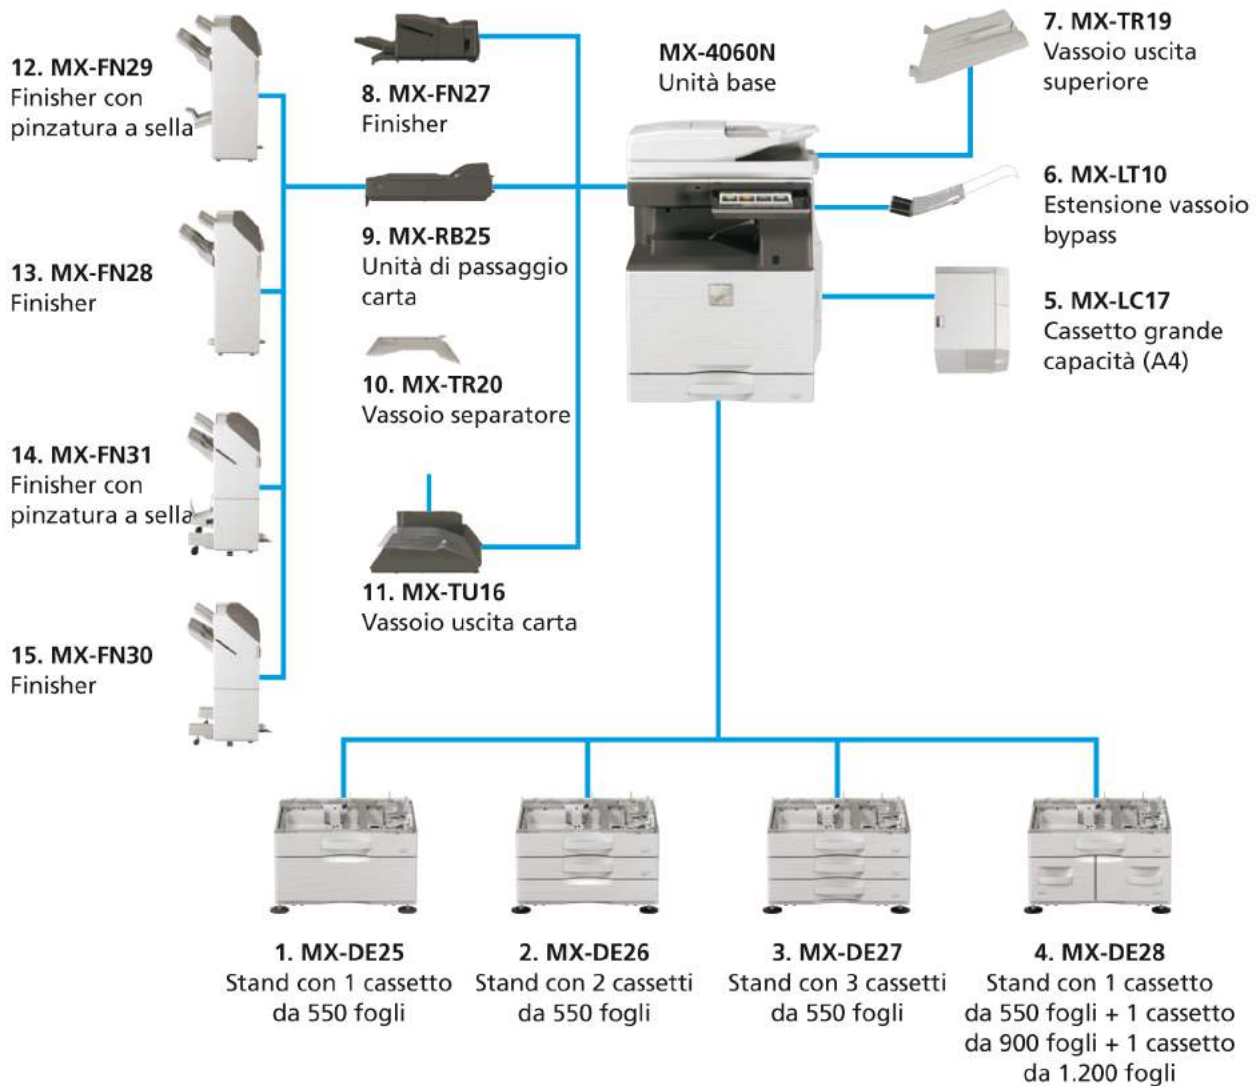 12. MX-FN29
Finisher con
pinzatura a sella
13. MX-FN28
Finisher
14. MX-FN31
Finisher con
pinzatura a sella
15. MX-FN30
Finisher
8. MX-FN27
Finisher
9. MX-RB25
Unità di passaggio
carta
10. MX-TR20
Vassoio separatore
11. MX-TU16
Vassoio uscita carta
MX-4060N
Unità base
7. MX-TR19
Vassoio uscita
superiore
6. MX-LT10
Estensione vassoio
bypass
5. MX-LC17
Cassetto grande
capacità (A4)
1. MX-DE25
Stand con 1 cassetto
da 550 fogli
2. MX-DE26
Stand con 2 cassetti
da 550 fogli
3. MX-DE27
Stand con 3 cassetti
da 550 fogli
4. MX-DE28
Stand con 1 cassetto
da 550 fogli + 1 cassetto
da 900 fogli + 1 cassetto
da 1.200 fogli